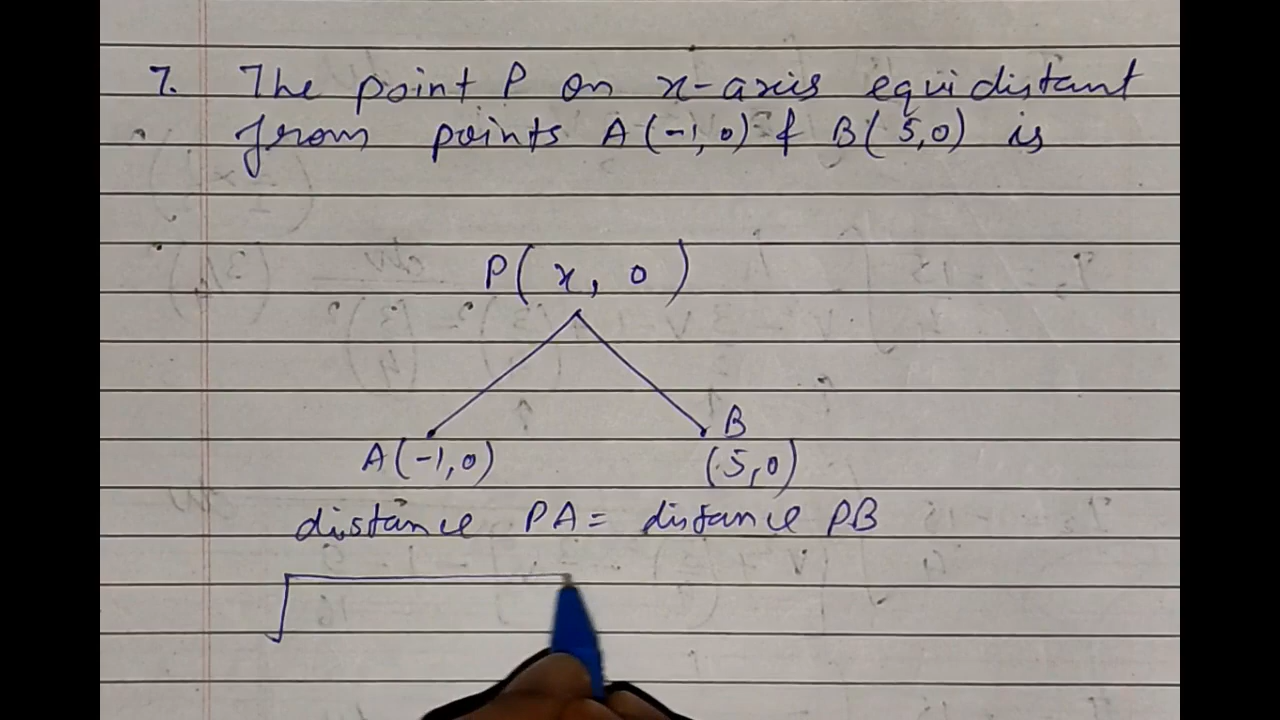 7. The point P on x-axis equidistant
from points A(-1,0) & B(5,0) is
P(x, 0)
B
A(-1,0) (5,0)
distance PA = distance PB
√